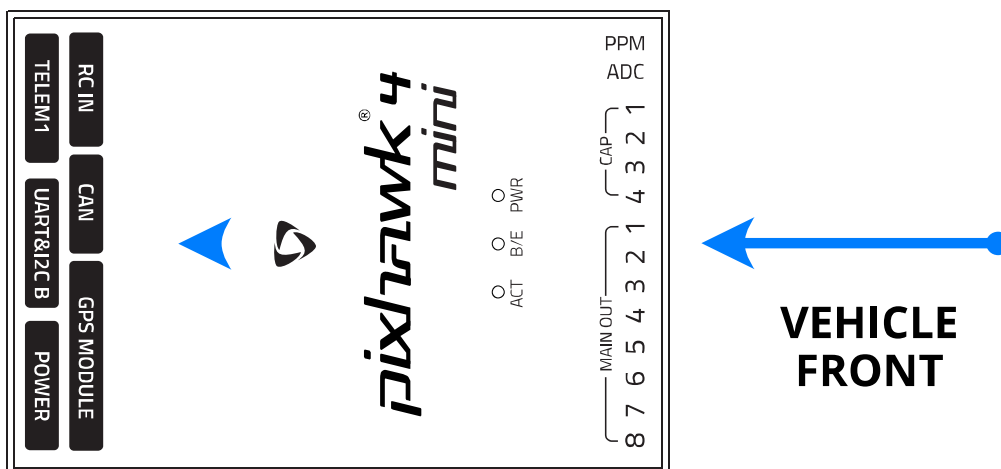 TELEM1
UART&I2C B
POWER
RC IN
CAN
GPS MODULE
pixhawk 4
®
mini
PWR
B/E
ACT
PPM
ADC
CAP
1
2
3
4
MAIN OUT
1
2
3
4
5
6
7
8
VEHICLE
FRONT